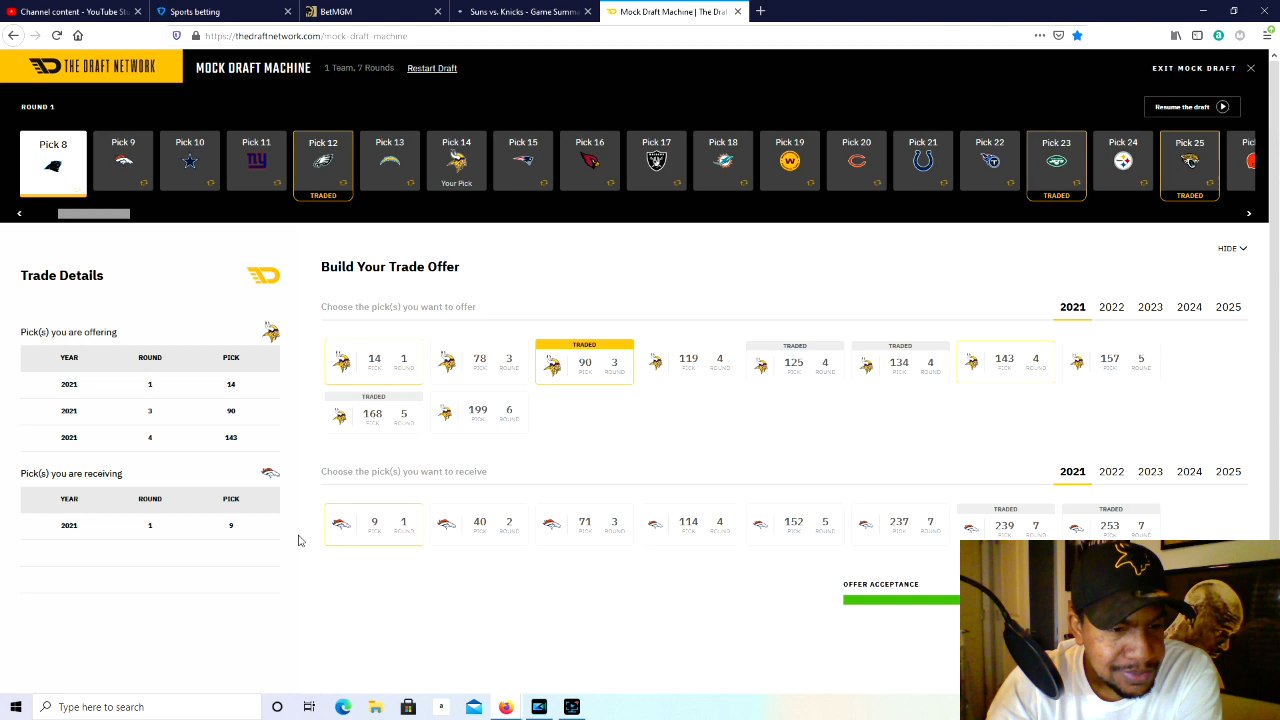 Channel content - YouTube Stu
Sports betting
BetMGM
Suns vs. Knicks - Game Summa
Mock Draft Machine | The Dra
https://thedraftnetwork.com/mock-draft-machine
THE DRAFT NETWORK
MOCK DRAFT MACHINE
1 Team, 7 Rounds
Restart Draft
EXIT MOCK DRAFT
ROUND 1
Resume the draft
Pick 8 Pick 9 Pick 10 Pick 11 Pick 12 Pick 13 Pick 14 Pick 15 Pick 16 Pick 17 Pick 18 Pick 19 Pick 20 Pick 21 Pick 22 Pick 23 Pick 24 Pick 25
Your Pick
TRADED TRADED TRADED
HIDE
Trade Details
Build Your Trade Offer
Choose the pick(s) you want to offer
2021 2022 2023 2024 2025
Pick(s) you are offering
YEAR ROUND PICK
2021 1 14
2021 3 90
2021 4 143
TRADED TRADED TRADED
14 1 78 3 90 3 119 4 125 4 134 4 143 4 157 5
PICK ROUND PICK ROUND PICK ROUND PICK ROUND PICK ROUND PICK ROUND PICK ROUND PICK ROUND
TRADED
168 5 199 6
PICK ROUND PICK ROUND
Pick(s) you are receiving
YEAR ROUND PICK
2021 1 9
Choose the pick(s) you want to receive
2021 2022 2023 2024 2025
TRADED TRADED
9 1 40 2 71 3 114 4 152 5 237 7 239 7 253 7
PICK ROUND PICK ROUND PICK ROUND PICK ROUND PICK ROUND PICK ROUND PICK ROUND PICK ROUND
OFFER ACCEPTANCE
Type here to search